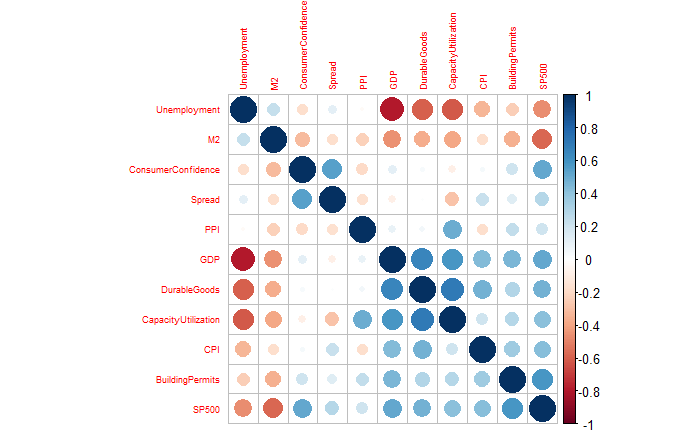 Unemployment
M2
ConsumerConfidence
Spread
PPI
GDP
DurableGoods
CapacityUtilization
CPI
BuildingPermits
SP500
Unemployment
M2
ConsumerConfidence
Spread
PPI
GDP
DurableGoods
CapacityUtilization
CPI
BuildingPermits
SP500
1
0.8
0.6
0.4
0.2
0
-0.2
-0.4
-0.6
-0.8
-1